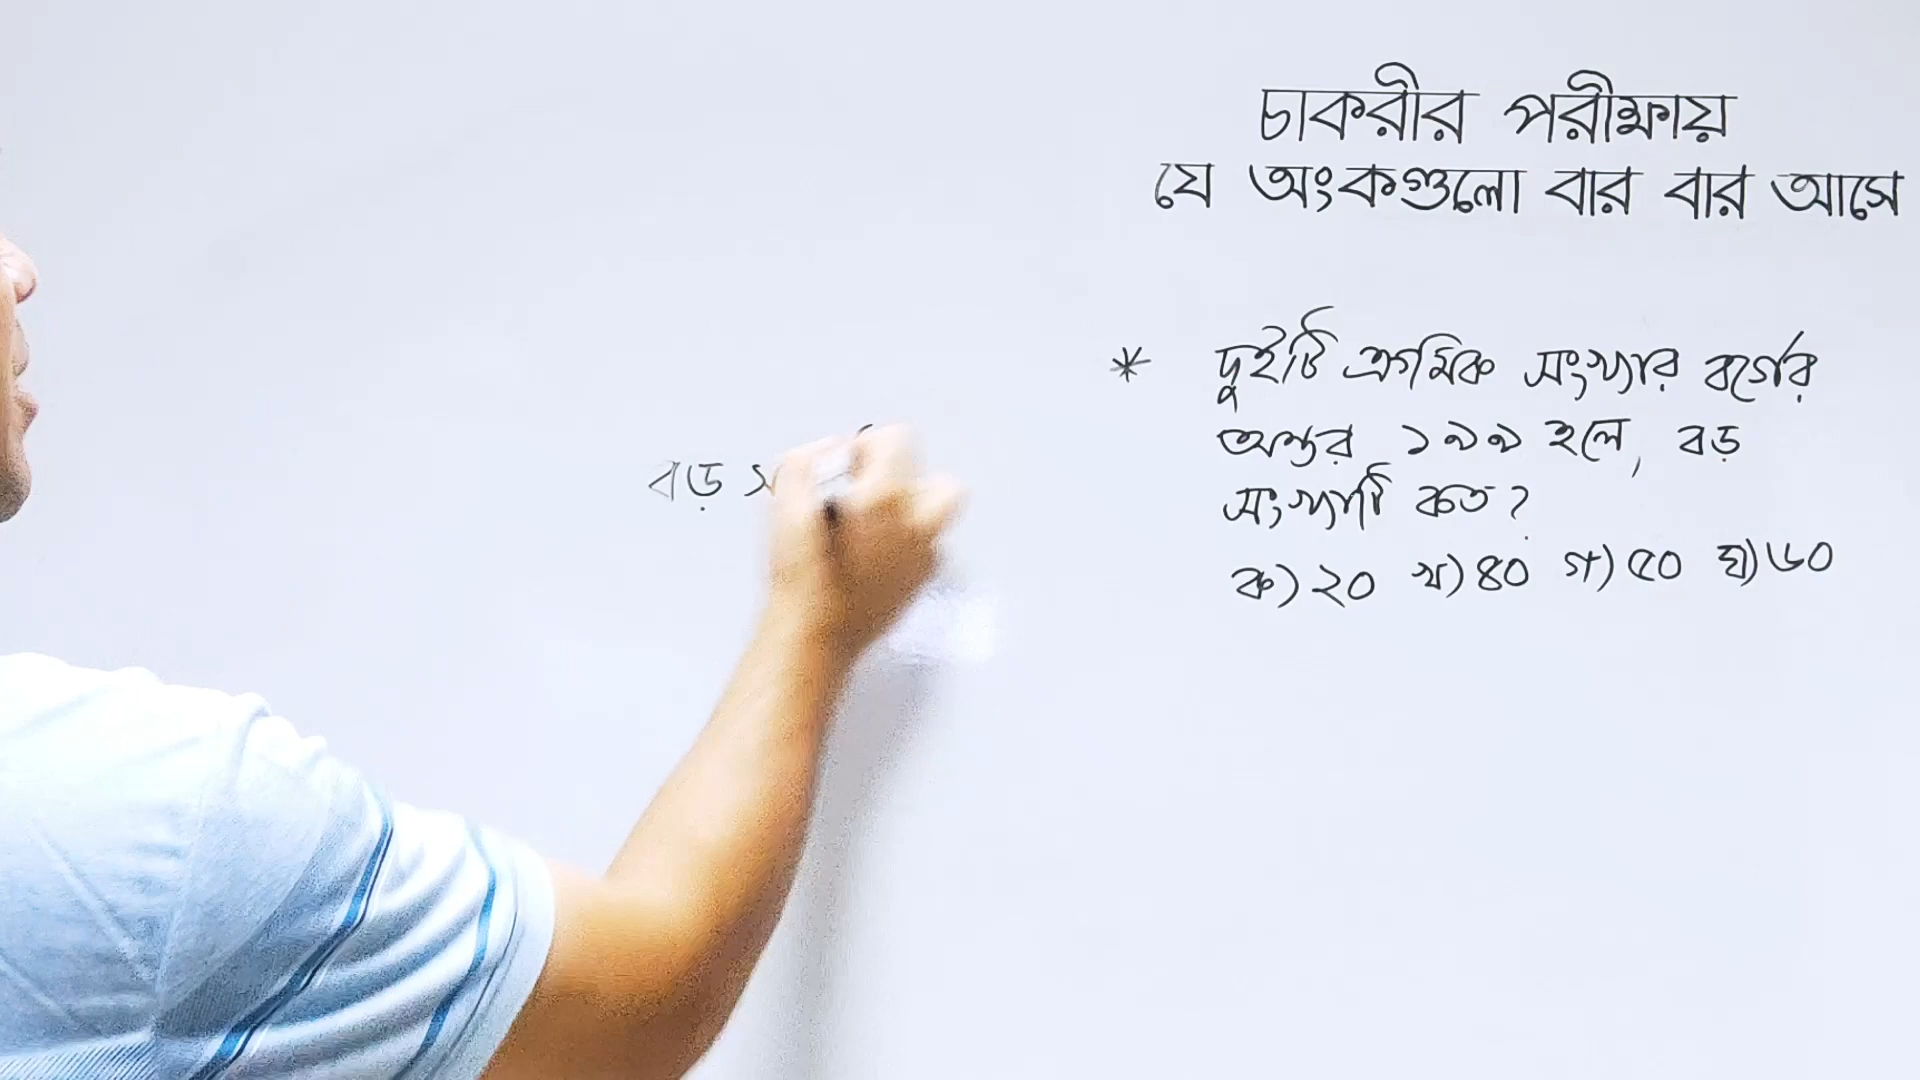 চাকরীর পরীক্ষায়
যে অংকগুলো বার বার আসে
* দুইটি ক্রমিক সংখ্যার বর্গের
অন্তর ১৯৯ হলে, বড়
সংখ্যাটি কত?
ক) ২০ খ) ৪০ গ) ৫০ ঘ) ৬০
বড়